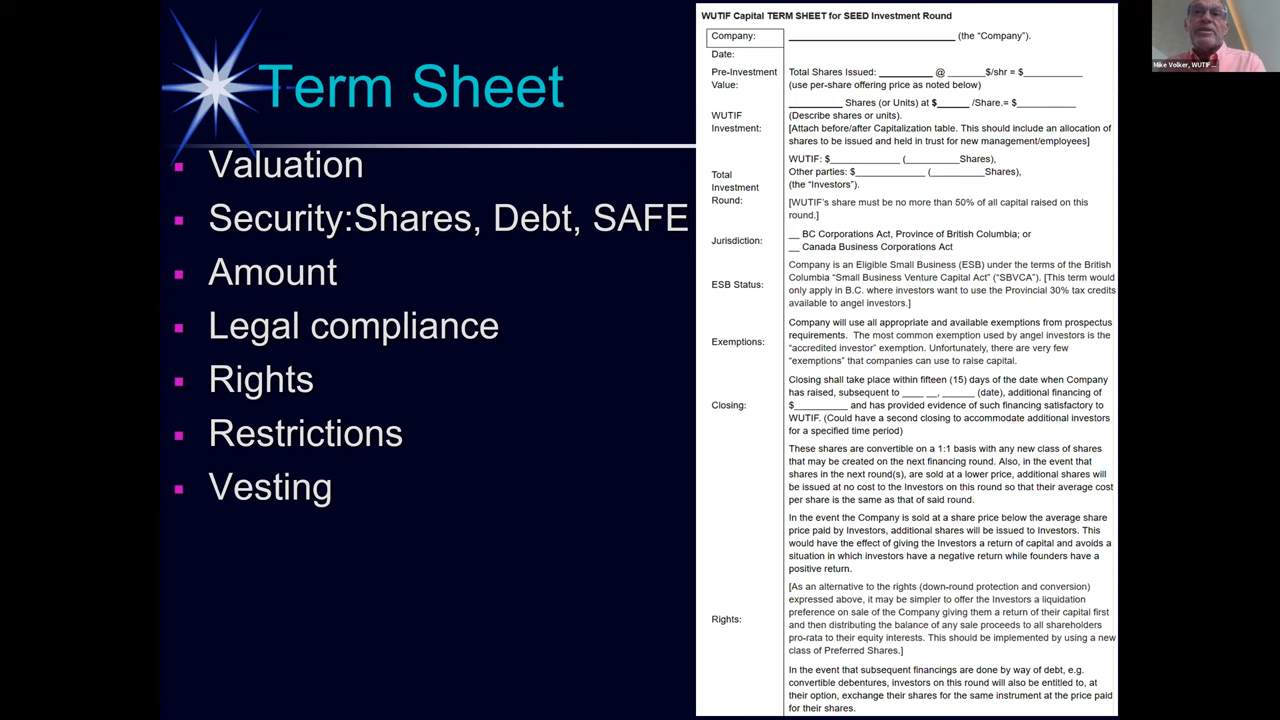 Term Sheet
Valuation
Security:Shares, Debt, SAFE
Amount
Legal compliance
Rights
Restrictions
Vesting
WUTIF Capital TERM SHEET for SEED Investment Round
Company:
____________________________ (the “Company”).
Date:
Pre-Investment
Value:
Total Shares Issued: _________ @ ______$/shr = $__________
(use per-share offering price as noted below)
WUTIF
Investment:
_________ Shares (or Units) at $_____ /Share.= $__________
(Describe shares or units).
[Attach before/after Capitalization table. This should include an allocation of
shares to be issued and held in trust for new management/employees]
Total
Investment
Round:
WUTIF: $____________ (_________Shares),
Other parties: $____________ (_________Shares),
(the “Investors”).
[WUTIF’s share must be no more than 50% of all capital raised on this
round.]
Jurisdiction:
__ BC Corporations Act, Province of British Columbia; or
__ Canada Business Corporations Act
ESB Status:
Company is an Eligible Small Business (ESB) under the terms of the British
Columbia “Small Business Venture Capital Act” (“SBVCA”). [This term would
only apply in B.C. where investors want to use the Provincial 30% tax credits
available to angel investors.]
Exemptions:
Company will use all appropriate and available exemptions from prospectus
requirements. The most common exemption used by angel investors is the
“accredited investor” exemption. Unfortunately, there are very few
“exemptions” that companies can use to raise capital.
Closing:
Closing shall take place within fifteen (15) days of the date when Company
has raised, subsequent to ____ __, ______ (date), additional financing of
$_________ and has provided evidence of such financing satisfactory to
WUTIF. (Could have a second closing to accommodate additional investors
for a specified time period)
Rights:
These shares are convertible on a 1:1 basis with any new class of shares
that may be created on the next financing round. Also, in the event that
shares in the next round(s), are sold at a lower price, additional shares will
be issued at no cost to the Investors on this round so that their average cost
per share is the same as that of said round.
In the event the Company is sold at a share price below the average share
price paid by Investors, additional shares will be issued to Investors. This
would have the effect of giving the Investors a return of capital and avoids a
situation in which investors have a negative return while founders have a
positive return.
[As an alternative to the rights (down-round protection and conversion)
expressed above, it may be simpler to offer the Investors a liquidation
preference on sale of the Company giving them a return of their capital first
and then distributing the balance of any sale proceeds to all shareholders
pro-rata to their equity interests. This should be implemented by using a new
class of Preferred Shares.]
In the event that subsequent financings are done by way of debt, e.g.
convertible debentures, investors on this round will also be entitled to, at
their option, exchange their shares for the same instrument at the price paid
for their shares.
Mike Volker, WUTIF ...